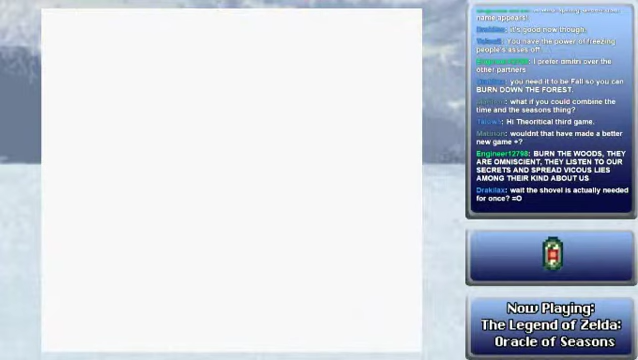 name appears.
it's good now though.
You have the power of freezing
people's asses off.
Engineer12798: I prefer dimitri over the
other partners
you need it to be Fall so you can
BURN DOWN THE FOREST.
what if you could combine the
time and the seasons thing?
Hi Theoritical third game.
wouldnt that have made a better
new game +?
Engineer12798: BURN THE WOODS, THEY
ARE OMNISCIENT, THEY LISTEN TO OUR
SECRETS AND SPREAD VICOUS LIES
AMONG THEIR KIND ABOUT US
Drakilax: wait the shovel is actually needed
for once? =O
Now Playing:
The Legend of Zelda:
Oracle of Seasons